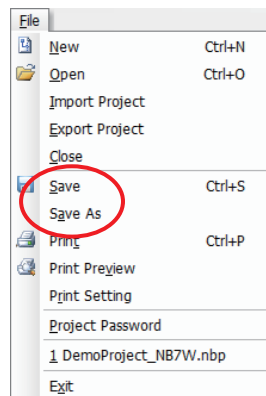 File
New Ctrl+N
Open Ctrl+O
Import Project
Export Project
Close
Save Ctrl+S
Save As
Print Ctrl+P
Print Preview
Print Setting
Project Password
1 DemoProject_NB7W.nbp
Exit